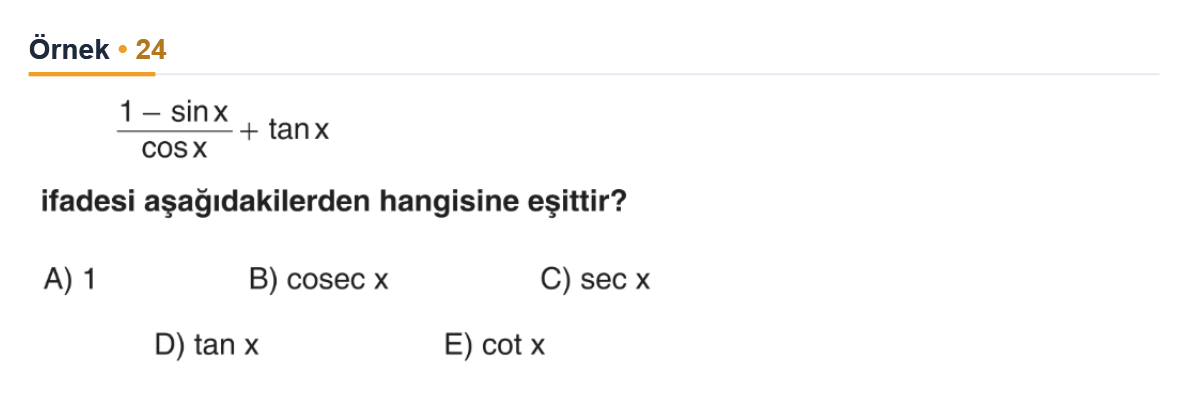 Örnek • 24
1 – sin x
cos x
+ tan x
ifadesi aşağıdakilerden hangisine eşittir?
A) 1 B) cosec x C) sec x
D) tan x E) cot x